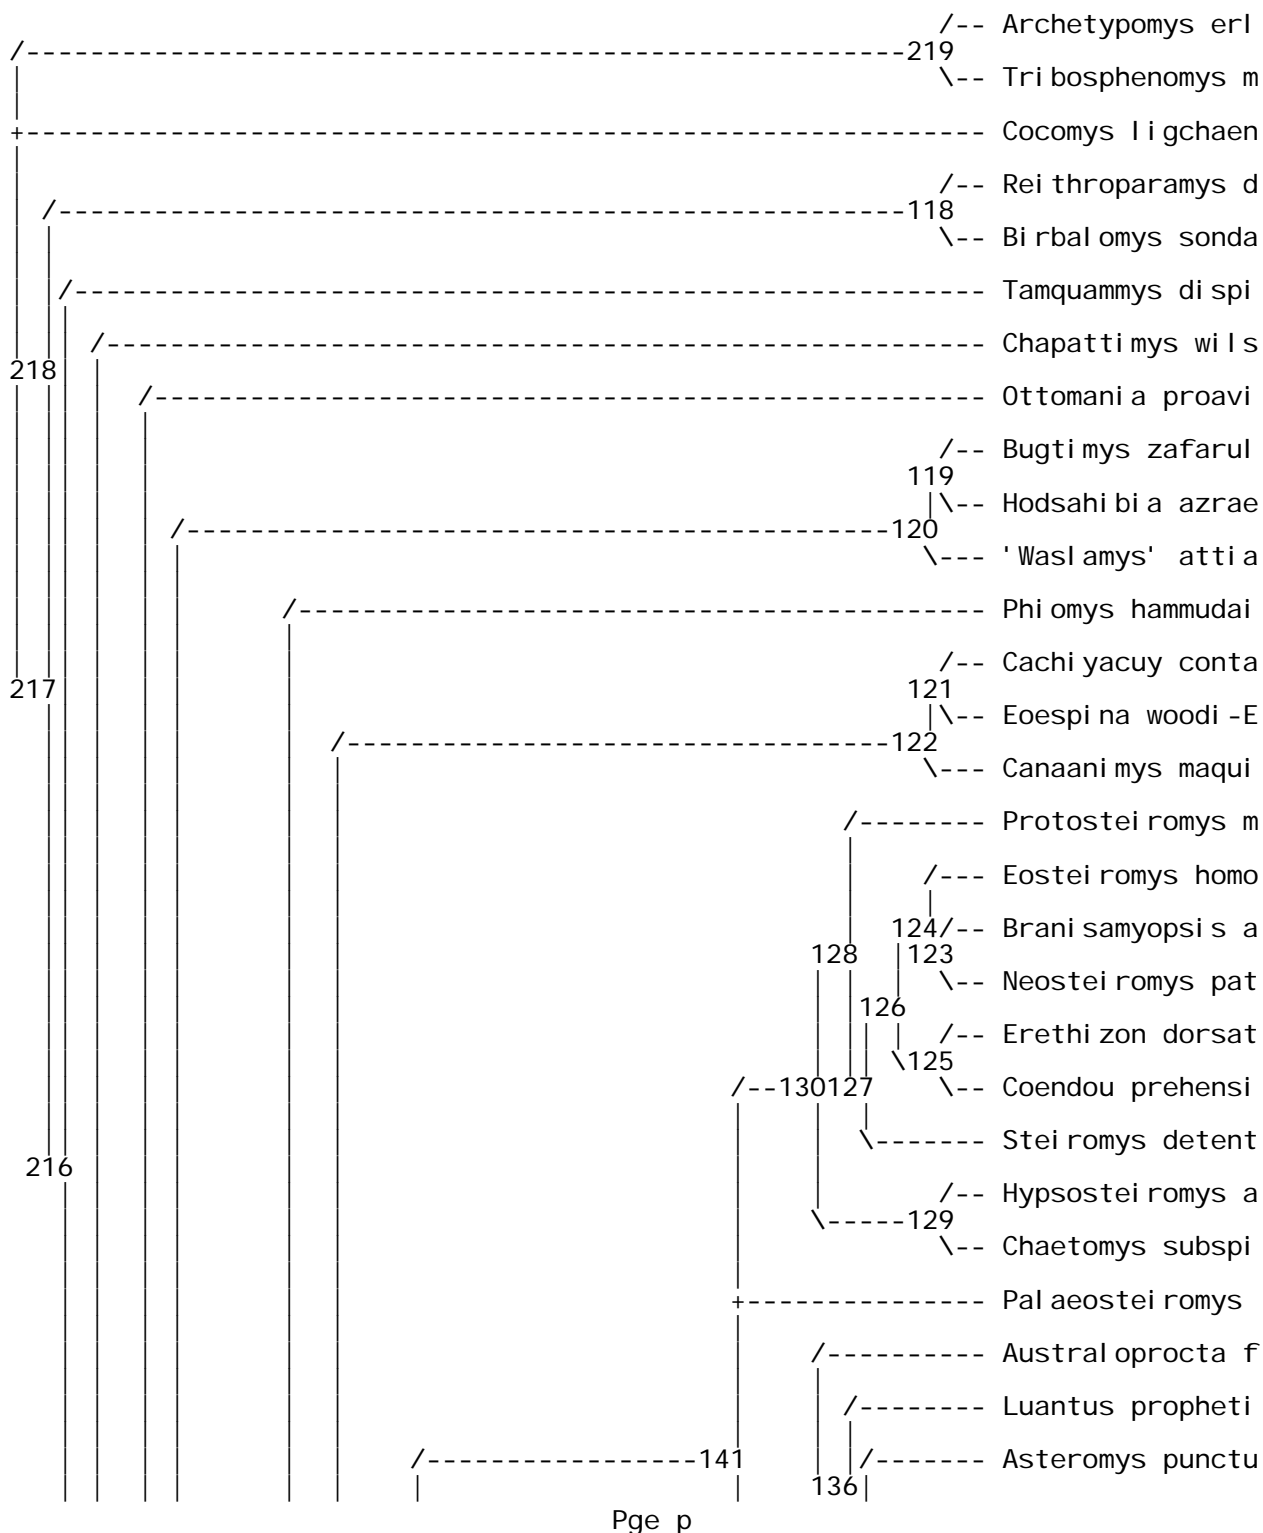 /-- Archetypomys erl
/-------------------------------------------------------219
\-- Tribosphenomys m
+------------------------------------------------------------ Cocomys ligchaen
/-- Reithroparamys d
/-----------------------------------------------------118
\-- Birbalomys sonda
/--------------------------------------------------------- Tamquammys dispi
/------------------------------------------------------- Chapattimys wils
218
/---------------------------------------------------- Ottomania proavi
/-- Bugtimys zafarul
119
|\-- Hodsahibia azrae
/--------------------------------------------120
\--- 'Waslamys' attia
/------------------------------------------- Phiomys hammudai
/-- Cachiyacuy conta
217 121
|\-- Eoespina woodi-E
/----------------------------------122
\--- Canaanimys maqui
/-------- Protosteiromys m
/--- Eosteiromys homo
124/-- Branisamyopsis a
128 |123
\-- Neosteiromys pat
126
/-- Erethizon dorsat
\125
/--130127 \-- Coendou prehensi
\------- Steiromys detent
216
/-- Hypsosteiromys a
\-----129
\-- Chaetomys subspi
+--------------- Palaeosteiromys
/---------- Australoprocta f
/-------- Luantus propheti
/-----------------141 /------- Asteromys punctu
136
Pge p